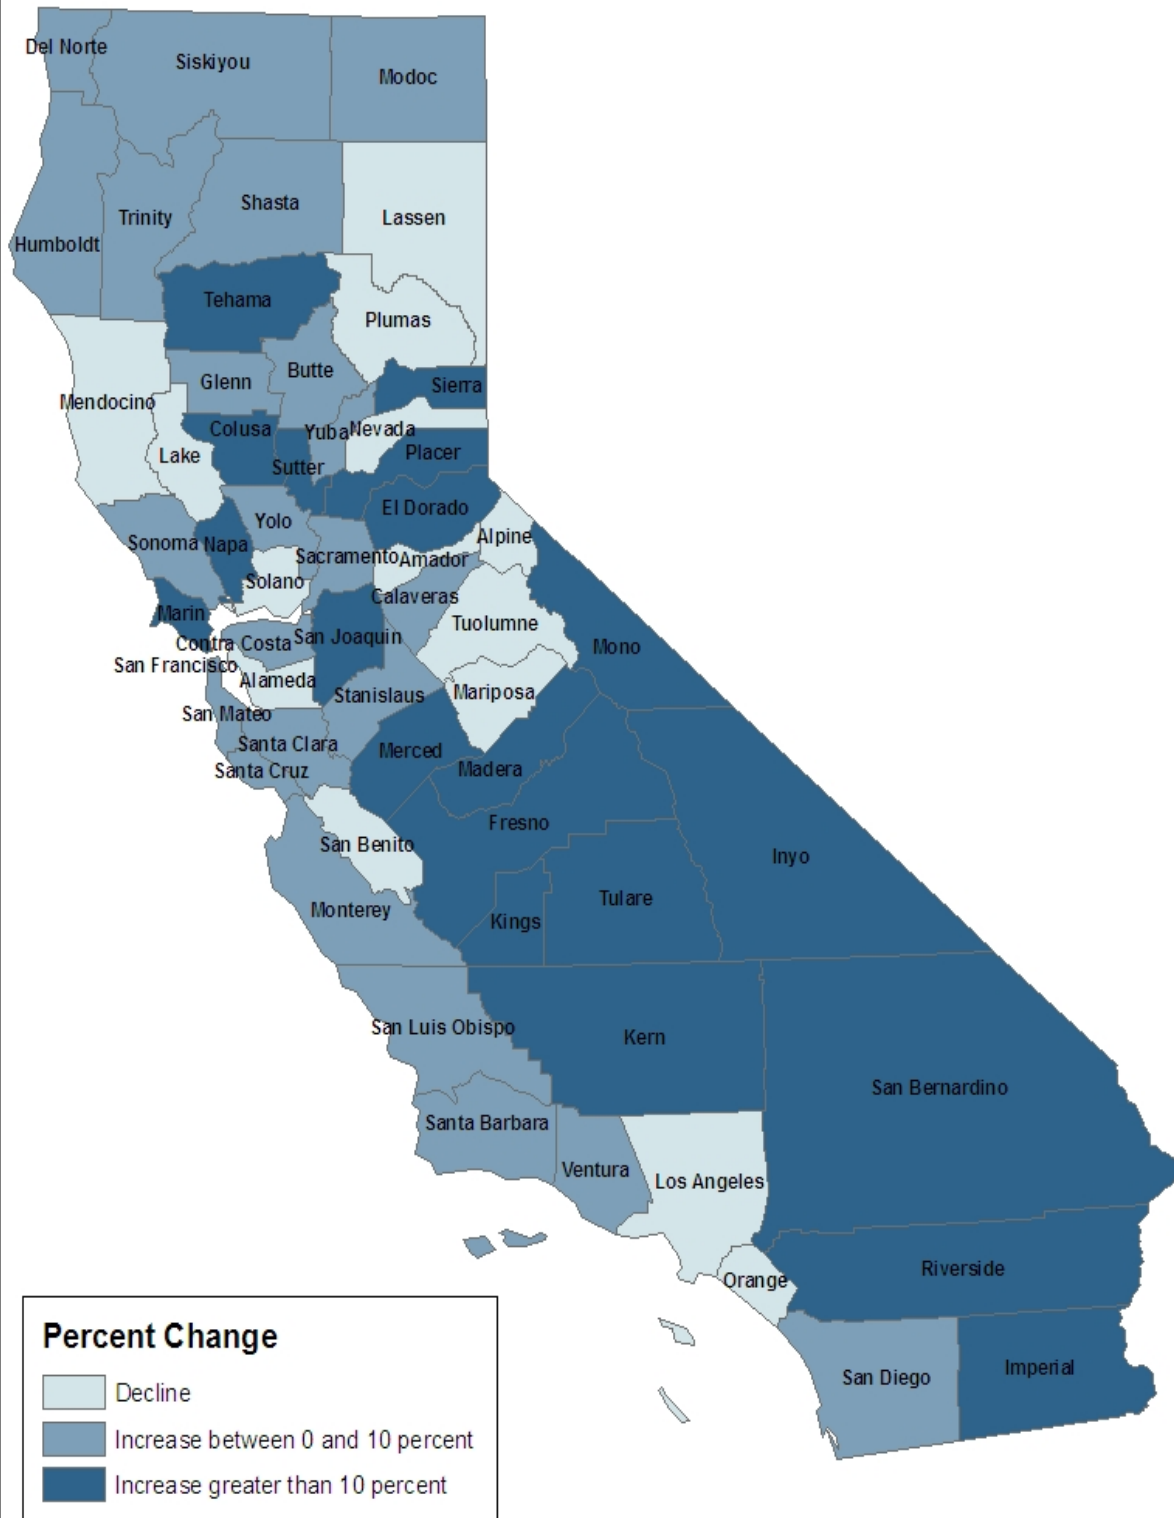 Del Norte
Siskiyou
Modoc
Shasta
Trinity
Lassen
Humboldt
Tehama
Plumas
Butte
Glenn
Sierra
Mendocino
Colusa
Yuba
Nevada
Placer
Lake
Sutter
El Dorado
Yolo
Alpine
Sonoma
Napa
Sacramento
Amador
Solano
Calaveras
Marin
Tuolumne
San Joaquin
Contra Costa
Mono
San Francisco
Alameda
Mariposa
Stanislaus
San Mateo
Santa Clara
Merced
Santa Cruz
Madera
Fresno
San Benito
Inyo
Tulare
Monterey
Kings
San Luis Obispo
Kern
San Bernardino
Santa Barbara
Ventura
Los Angeles
Riverside
Orange
Imperial
San Diego
Percent Change
Decline
Increase between 0 and 10 percent
Increase greater than 10 percent